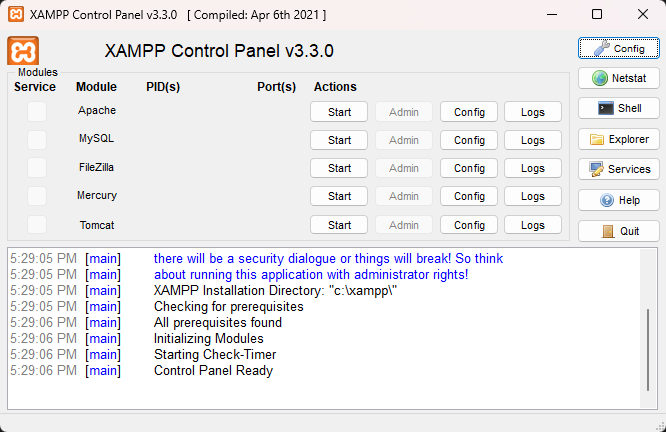 XAMPP Control Panel v3.3.0 [ Compiled: Apr 6th 2021 ]
XAMPP Control Panel v3.3.0
Config
Modules
Service Module PID(s) Port(s) Actions
Netstat
Apache Start Admin Config Logs
Shell
MySQL Start Admin Config Logs
Explorer
FileZilla Start Admin Config Logs
Services
Mercury Start Admin Config Logs
Help
Tomcat Start Admin Config Logs
Quit
5:29:05 PM [main] there will be a security dialogue or things will break! So think
5:29:05 PM [main] about running this application with administrator rights!
5:29:05 PM [main] XAMPP Installation Directory: "c:\xampp\"
5:29:05 PM [main] Checking for prerequisites
5:29:06 PM [main] All prerequisites found
5:29:06 PM [main] Initializing Modules
5:29:06 PM [main] Starting Check-Timer
5:29:06 PM [main] Control Panel Ready